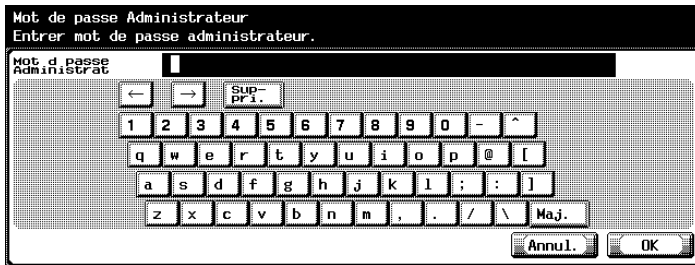 Mot de passe Administrateur
Entrer mot de passe administrateur.
Mot d passe
Administrat
← → Sup-
pri.
1 2 3 4 5 6 7 8 9 0 - ^
q w e r t y u i o p @ [
a s d f g h j k l ; : ]
z x c v b n m , . / \ Maj.
Annul. OK